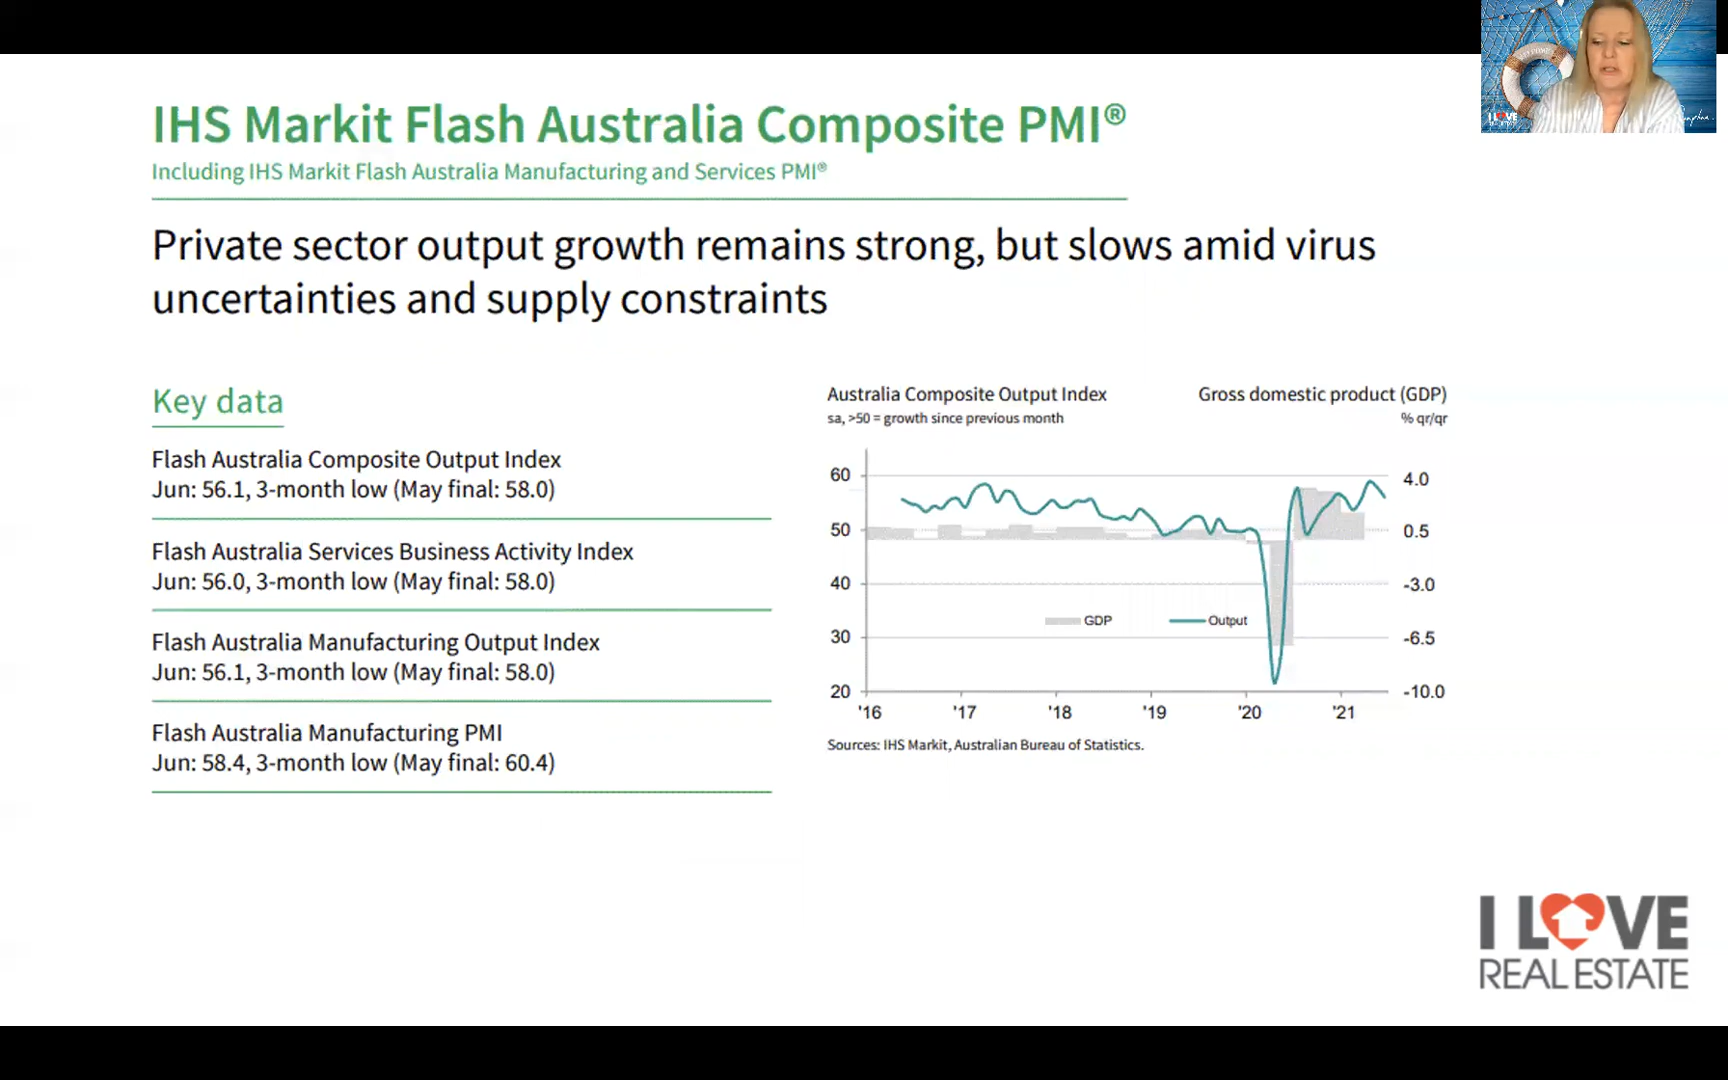 IHS Markit Flash Australia Composite PMI®
Including IHS Markit Flash Australia Manufacturing and Services PMI®
Private sector output growth remains strong, but slows amid virus
uncertainties and supply constraints
Key data
Flash Australia Composite Output Index
Jun: 56.1, 3-month low (May final: 58.0)
Flash Australia Services Business Activity Index
Jun: 56.0, 3-month low (May final: 58.0)
Flash Australia Manufacturing Output Index
Jun: 56.1, 3-month low (May final: 58.0)
Flash Australia Manufacturing PMI
Jun: 58.4, 3-month low (May final: 60.4)
Australia Composite Output Index
sa, >50 = growth since previous month
Gross domestic product (GDP)
% qr/qr
60
50
40
30
20
4.0
0.5
-3.0
-6.5
-10.0
GDP
Output
'16 '17 '18 '19 '20 '21
Sources: IHS Markit, Australian Bureau of Statistics.
I LOVE
REAL ESTATE